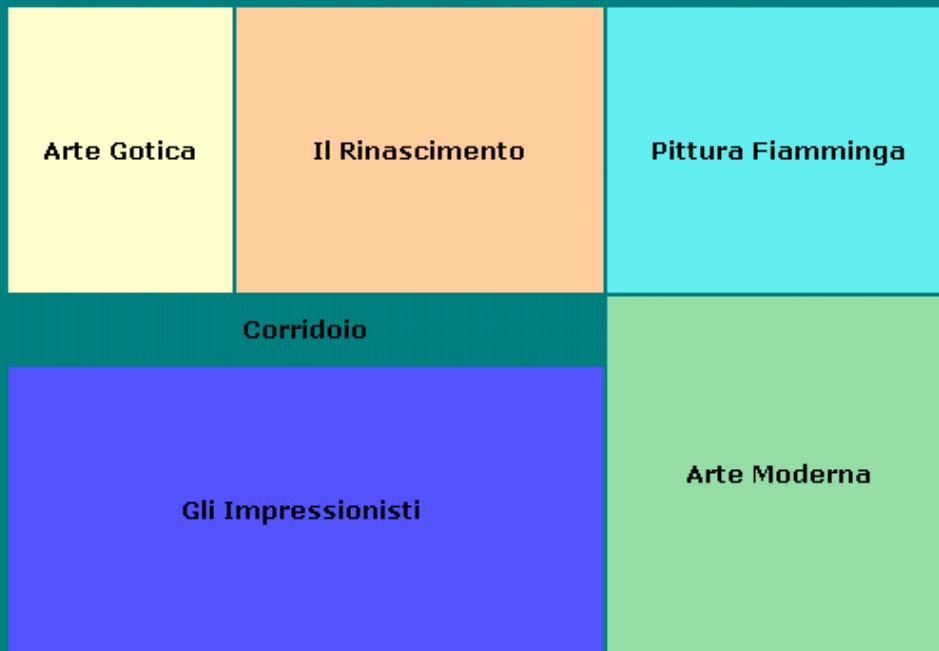 Arte Gotica
Il Rinascimento
Pittura Fiamminga
Corridoio
Arte Moderna
Gli Impressionisti